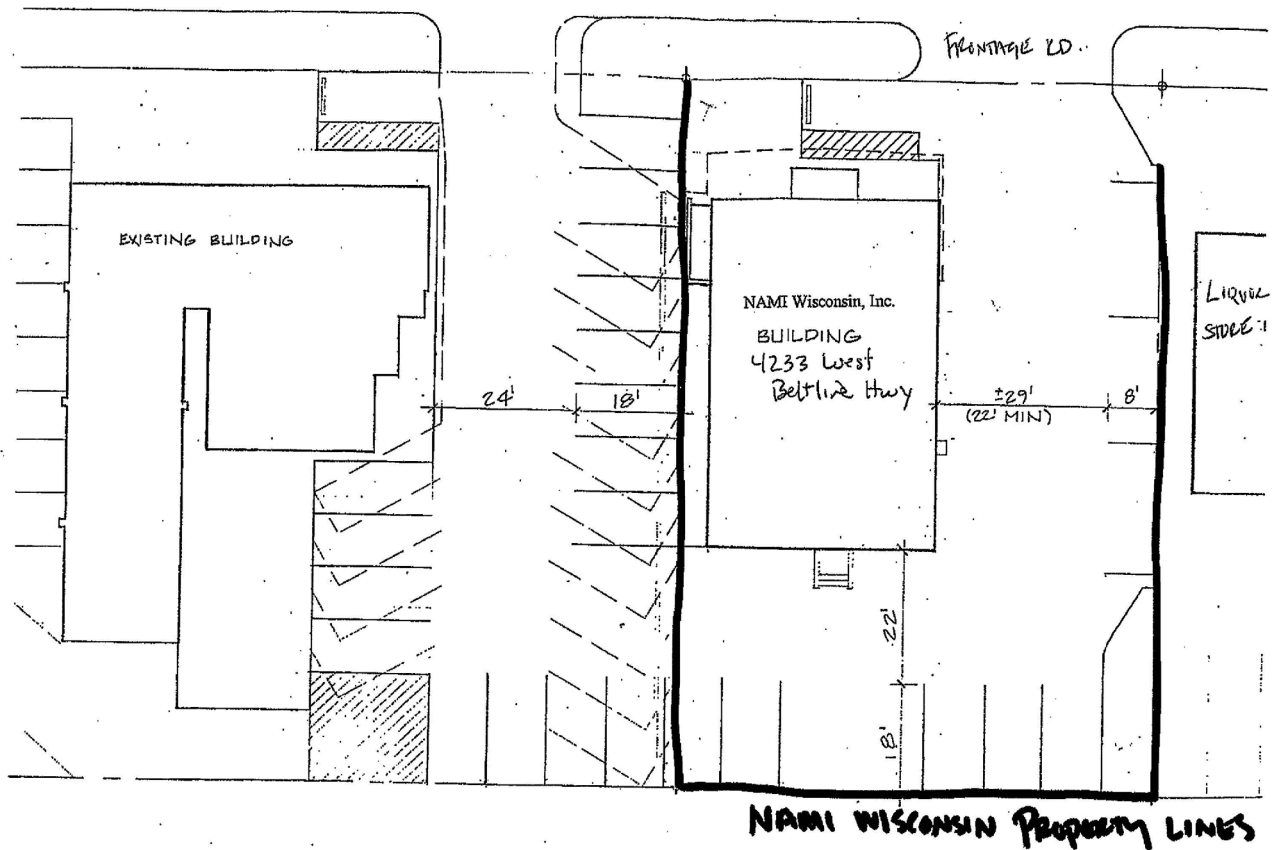 FRONTAGE RD.
EXISTING BUILDING
NAMI Wisconsin, Inc.
BUILDING
4233 West
Beltline Hwy
LIQUOR
STORE
24'
18'
±29'
(22' MIN)
8'
22'
18'
NAMI WISCONSIN PROPERTY LINES